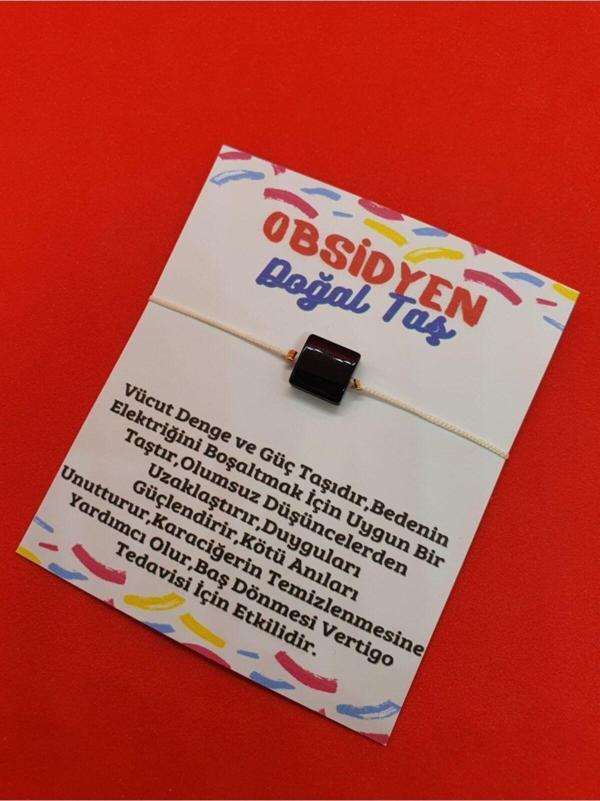 OBSİDYEN
Doğal Taş
Vücut Denge ve Güç Taşıdır,Bedenin
Elektriğini Boşaltmak İçin Uygun Bir
Taştır,Olumsuz Düşüncelerden
Uzaklaştırır,Duyguları
Güçlendirir,Kötü Anıları
Unutturur,Karaciğerin Temizlenmesine
Yardımcı Olur,Baş Dönmesi Vertigo
Tedavisi İçin Etkilidir.